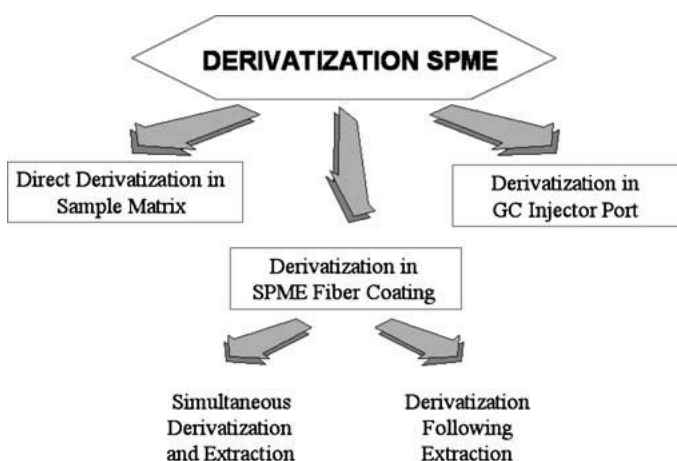 DERIVATIZATION SPME
Direct Derivatization in
Sample Matrix
Derivatization in
GC Injector Port
Derivatization in
SPME Fiber Coating
Simultaneous
Derivatization
and Extraction
Derivatization
Following
Extraction